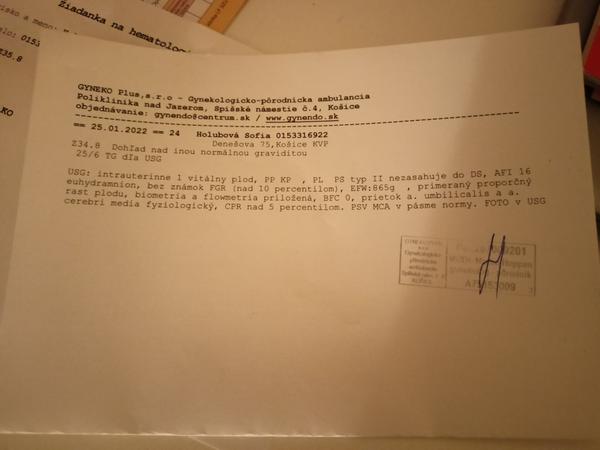 Žiadanka na hematolo
Z35.8
GYNEKO Plus,s.r.o - Gynekologicko-pôrodnícka ambulancia
Poliklinika nad Jazerom, Spišské námestie č.4, Košice
objednávanie: gynendo@centrum.sk / www.gynendo.sk
== 25.01.2022 == 24 Holubová Sofia 0153316922
Denešova 75,Košice KVP
Z34.8 Dohľad nad inou normálnou graviditou
25/6 TG dľa USG
USG: intrauterinne 1 vitálny plod, PP KP , PL PS typ II nezasahuje do DS, AFI 16
euhydramnion, bez známok FGR (nad 10 percentilom), EFW:865g , primeraný proporčný
rast plodu, biometria a flowmetria priložená, BFC 0, prietok a. umbilicalis a a.
cerebri media fyziologický, CPR nad 5 percentilom. PSV MCA v pásme normy. FOTO v USG